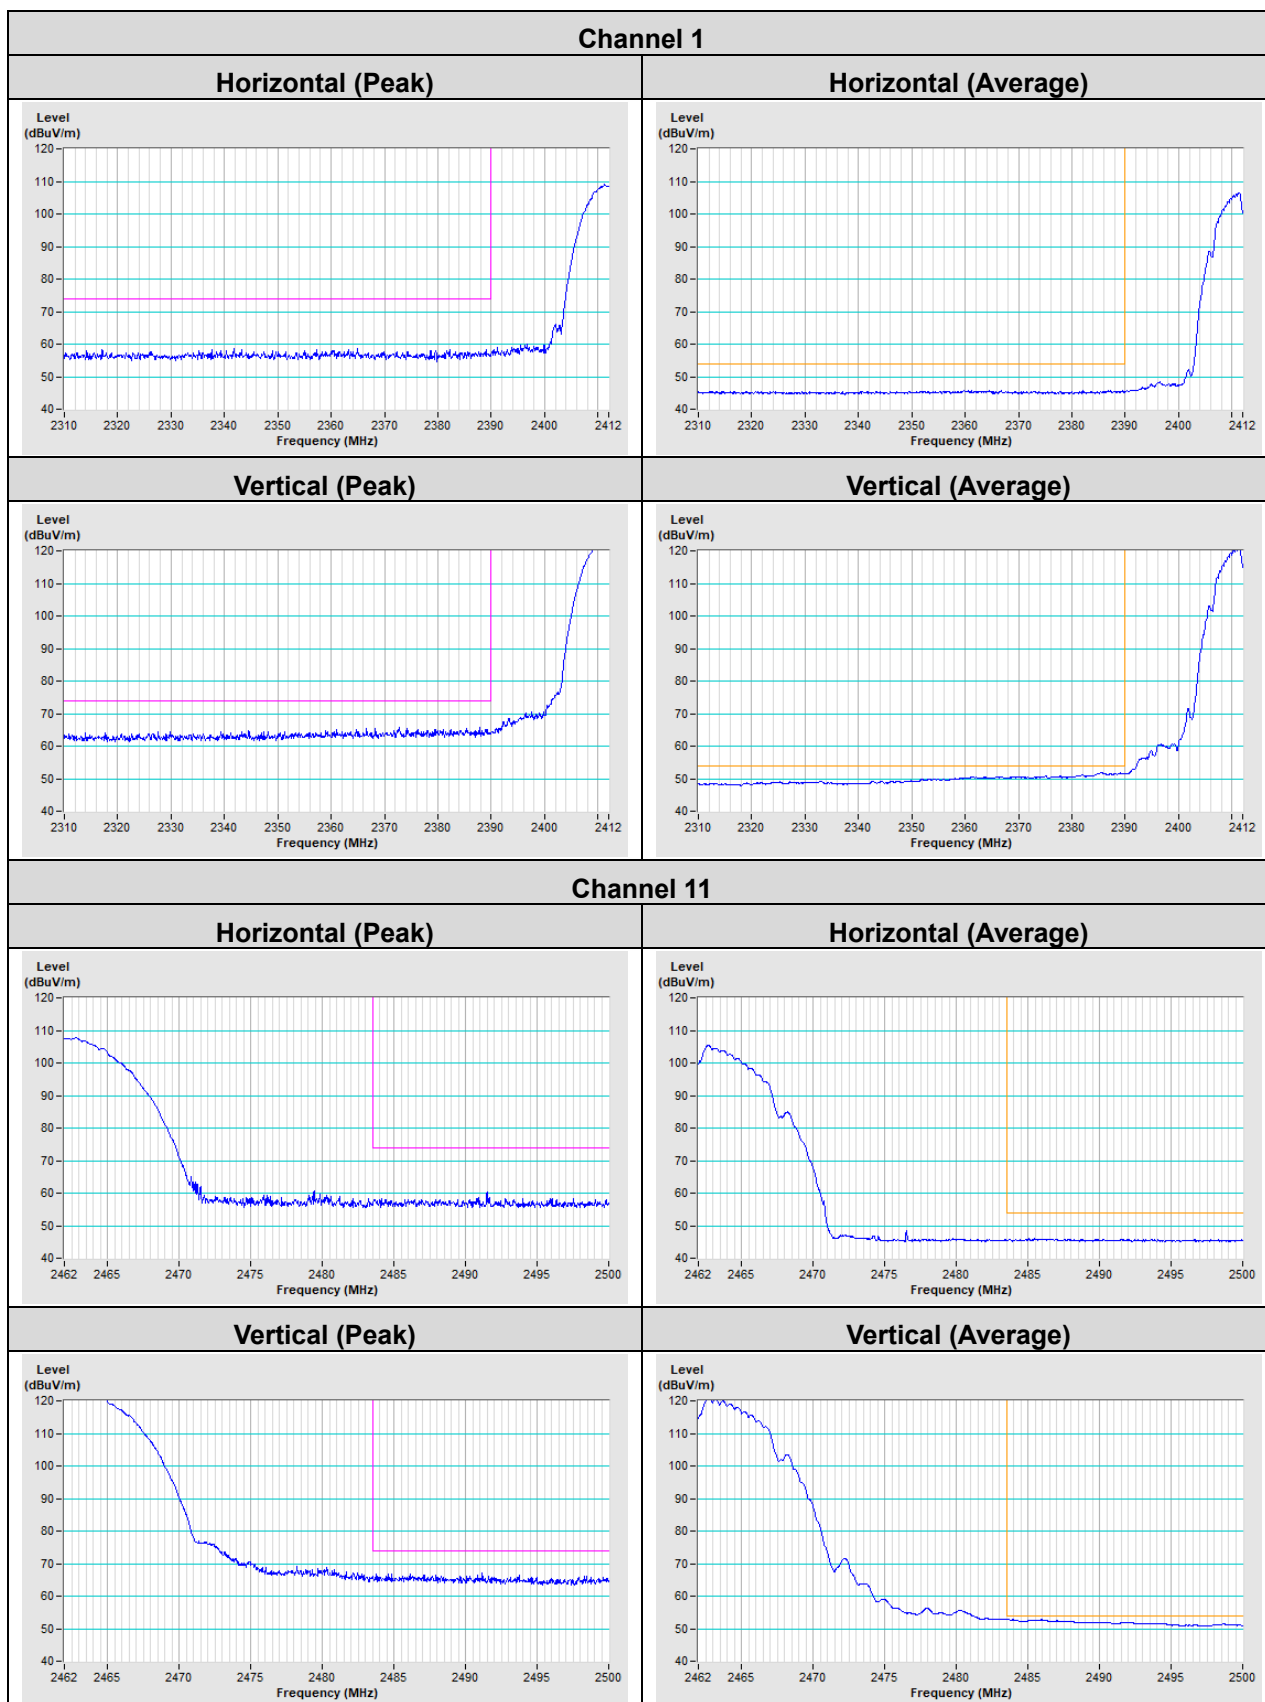 Channel 1
Horizontal (Peak) Horizontal (Average)
Level
(dBuV/m)
120
110
100
90
80
70
60
50
40
2310 2320 2330 2340 2350 2360 2370 2380 2390 2400 2412
Frequency (MHz)
Level
(dBuV/m)
120
110
100
90
80
70
60
50
40
2310 2320 2330 2340 2350 2360 2370 2380 2390 2400 2412
Frequency (MHz)
Vertical (Peak) Vertical (Average)
Level
(dBuV/m)
120
110
100
90
80
70
60
50
40
2310 2320 2330 2340 2350 2360 2370 2380 2390 2400 2412
Frequency (MHz)
Level
(dBuV/m)
120
110
100
90
80
70
60
50
40
2310 2320 2330 2340 2350 2360 2370 2380 2390 2400 2412
Frequency (MHz)
Channel 11
Horizontal (Peak) Horizontal (Average)
Level
(dBuV/m)
120
110
100
90
80
70
60
50
40
2462 2465 2470 2475 2480 2485 2490 2495 2500
Frequency (MHz)
Level
(dBuV/m)
120
110
100
90
80
70
60
50
40
2462 2465 2470 2475 2480 2485 2490 2495 2500
Frequency (MHz)
Vertical (Peak) Vertical (Average)
Level
(dBuV/m)
120
110
100
90
80
70
60
50
40
2462 2465 2470 2475 2480 2485 2490 2495 2500
Frequency (MHz)
Level
(dBuV/m)
120
110
100
90
80
70
60
50
40
2462 2465 2470 2475 2480 2485 2490 2495 2500
Frequency (MHz)